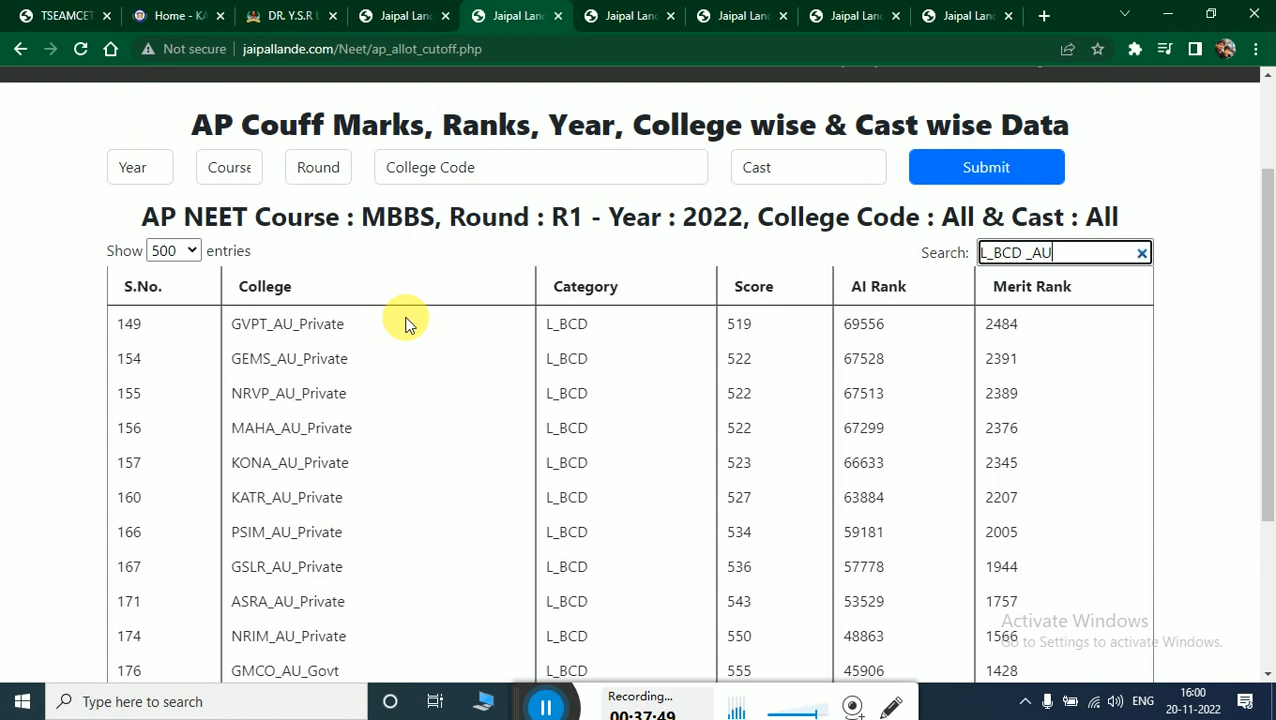 TSEAMCET Home - KA DR. Y.S.R U Jaipal Land Jaipal Land Jaipal Land Jaipal Land Jaipal Land Jaipal Land
Not secure jaipallande.com/Neet/ap_allot_cutoff.php
AP Couff Marks, Ranks, Year, College wise & Cast wise Data
Year Course Round College Code Cast Submit
AP NEET Course : MBBS, Round : R1 - Year : 2022, College Code : All & Cast : All
Show 500 entries Search: L_BCD _AU
S.No. College Category Score AI Rank Merit Rank
149 GVPT_AU_Private L_BCD 519 69556 2484
154 GEMS_AU_Private L_BCD 522 67528 2391
155 NRVP_AU_Private L_BCD 522 67513 2389
156 MAHA_AU_Private L_BCD 522 67299 2376
157 KONA_AU_Private L_BCD 523 66633 2345
160 KATR_AU_Private L_BCD 527 63884 2207
166 PSIM_AU_Private L_BCD 534 59181 2005
167 GSLR_AU_Private L_BCD 536 57778 1944
171 ASRA_AU_Private L_BCD 543 53529 1757
174 NRIM_AU_Private L_BCD 550 48863 1566
176 GMCO_AU_Govt L_BCD 555 45906 1428
Activate Windows
Go to Settings to activate Windows.
Type here to search
Recording...
00:37:49
ENG
16:00
20-11-2022